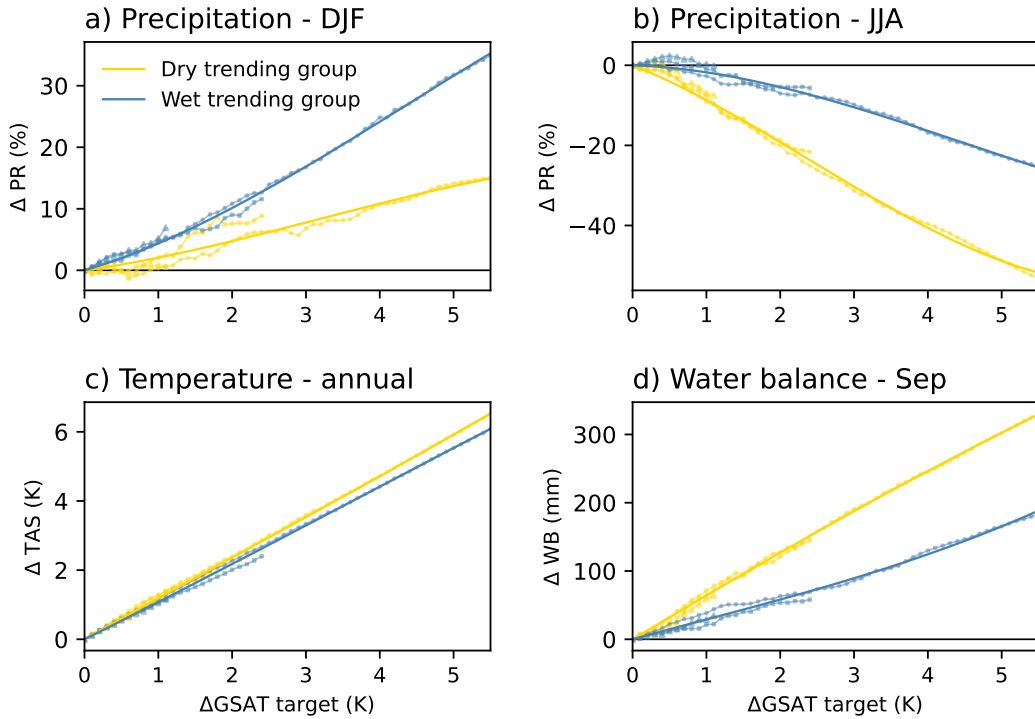 a) Precipitation - DJF
b) Precipitation - JJA
Δ PR (%)
30
20
10
0
Dry trending group
Wet trending group
0 1 2 3 4 5
Δ PR (%)
0
−20
−40
0 1 2 3 4 5
c) Temperature - annual
d) Water balance - Sep
Δ TAS (K)
6
4
2
0
0 1 2 3 4 5
ΔGSAT target (K)
Δ WB (mm)
300
200
100
0
0 1 2 3 4 5
ΔGSAT target (K)